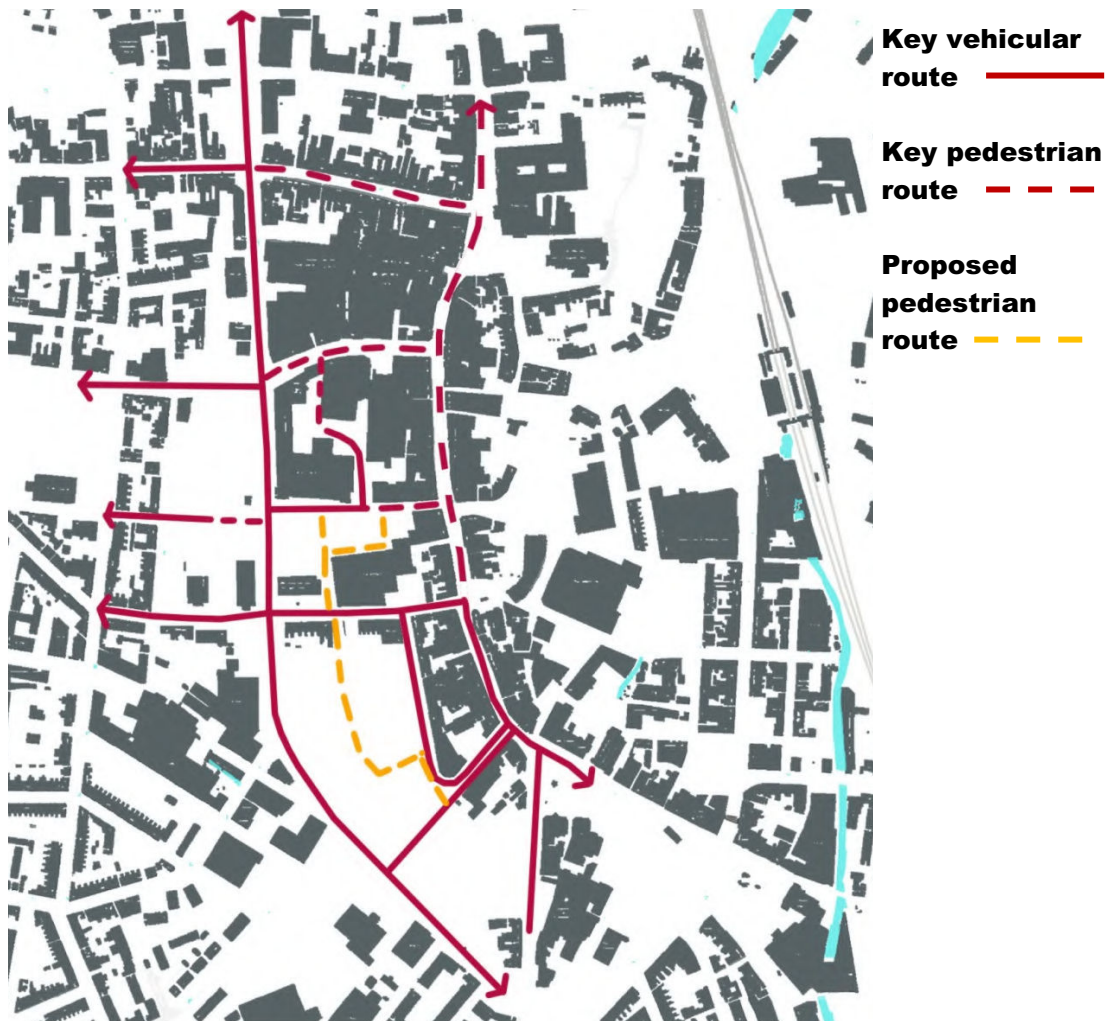 Key vehicular
route
Key pedestrian
route
Proposed
pedestrian
route